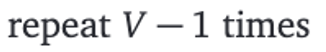 repeat V − 1 times